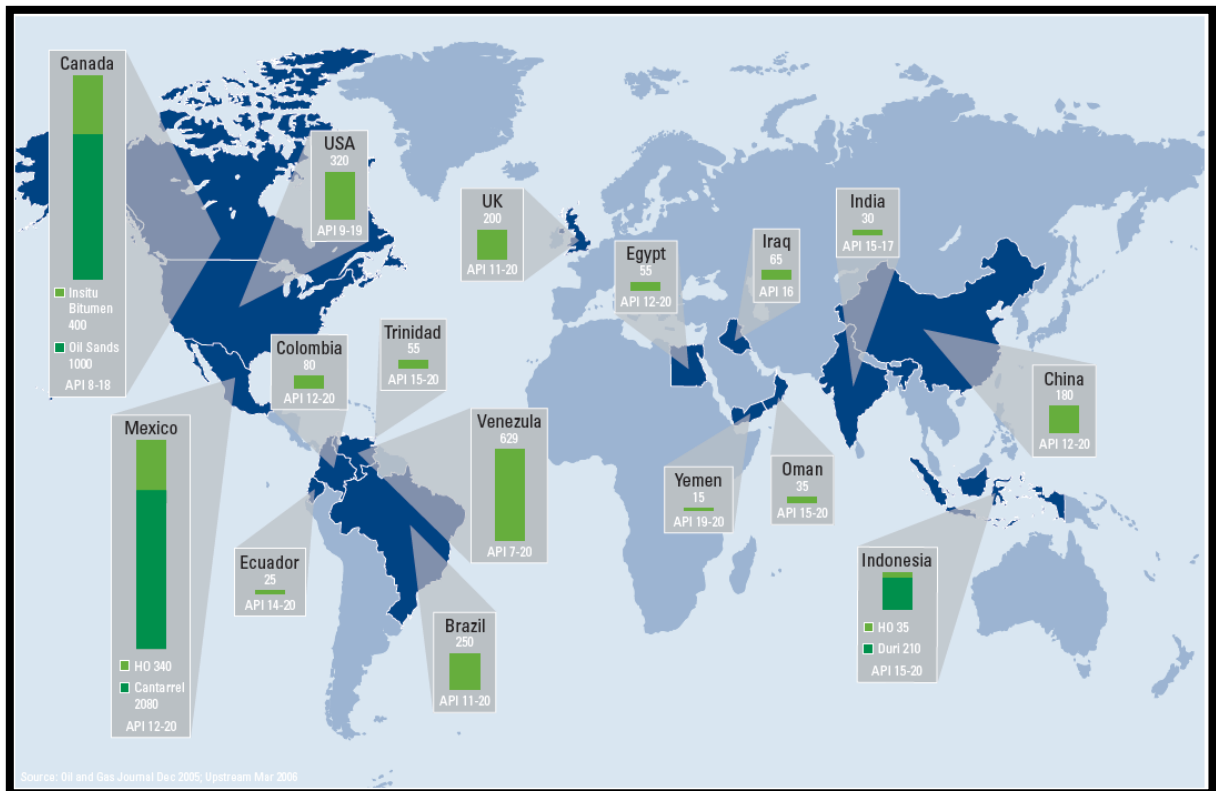 Canada
Insitu
Bitumen
400
Oil Sands
1000
API 8-18
USA
320
API 9-19
UK
200
API 11-20
Egypt
55
API 12-20
Iraq
65
API 16
India
30
API 15-17
Trinidad
55
API 15-20
Colombia
80
API 12-20
Mexico
HO 340
Cantarrel
2080
API 12-20
Venezula
629
API 7-20
China
180
API 12-20
Yemen
15
API 19-20
Oman
35
API 15-20
Ecuador
25
API 14-20
Brazil
250
API 11-20
Indonesia
HO 35
Duri 210
API 15-20
Source: Oil and Gas Journal Dec 2005; Upstream Mar 2006